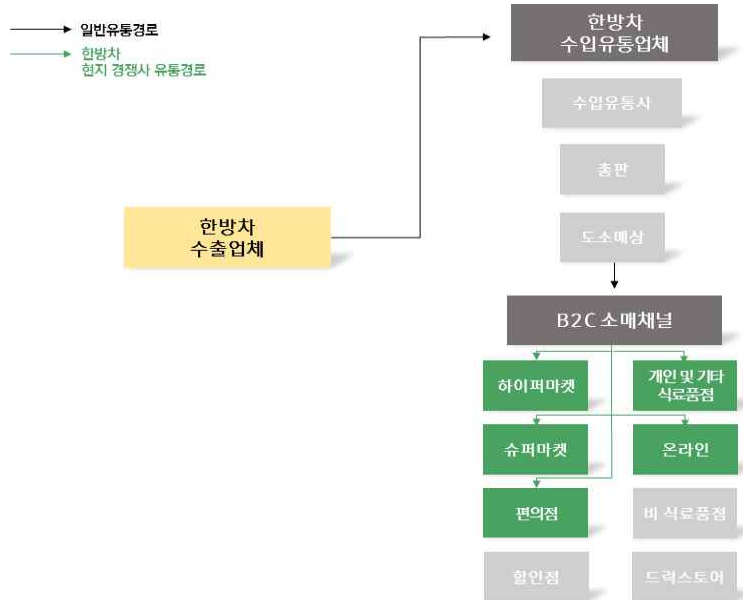 일반유통경로
한방차
현지 경쟁사 유통경로
한방차
수입유통업체
수입유통사
총판
한방차
수출업체
도소매상
B2C 소매채널
하이퍼마켓
개인 및 기타
식료품점
슈퍼마켓
온라인
편의점
비 식료품점
할인점
드럭스토어